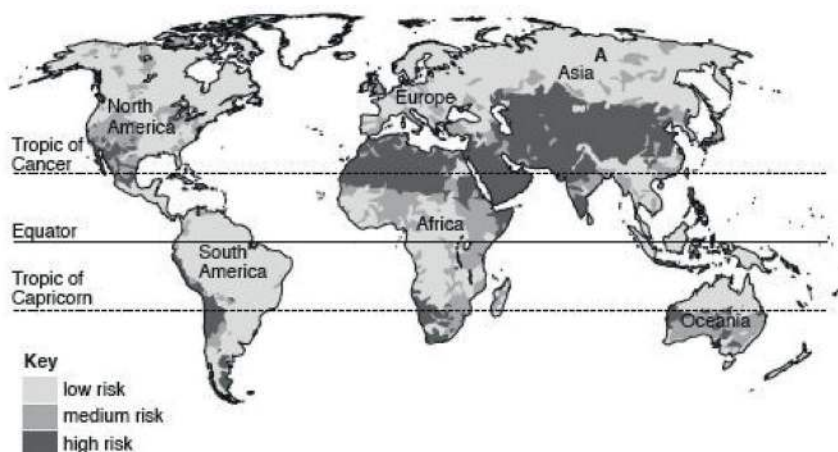 A
Asia
Europe
North
America
Tropic of
Cancer
Africa
Equator
South
America
Tropic of
Capricorn
Oceania
Key
low risk
medium risk
high risk